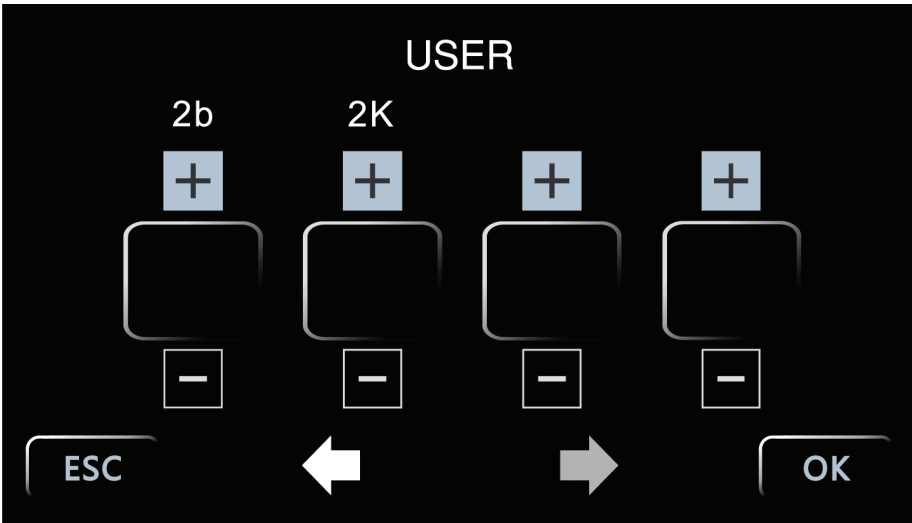 USER
2b 2K
+ + + +
- - - -
ESC OK